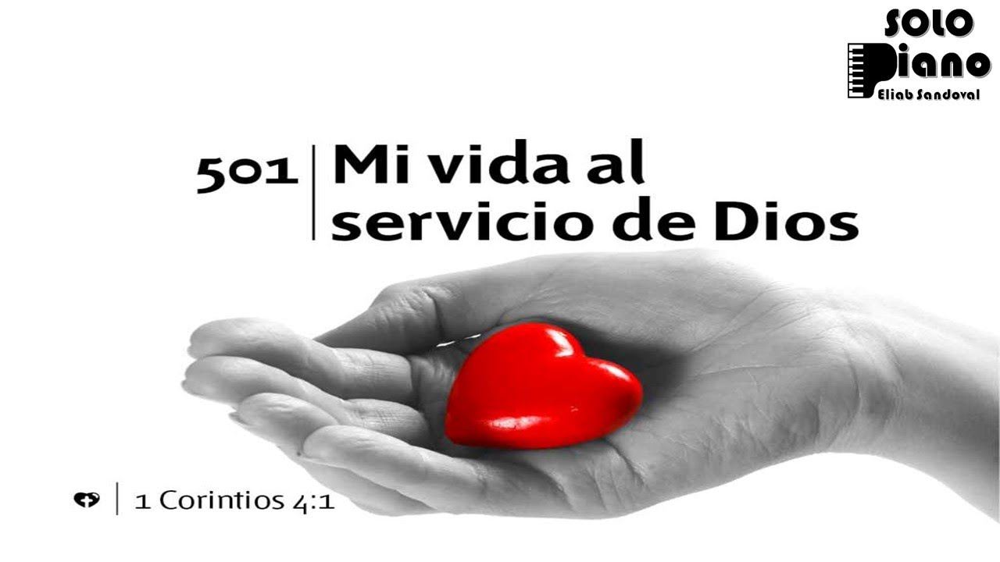 SOLO
Piano
Eliab Sandoval
501
Mi vida al
servicio de Dios
1 Corintios 4:1